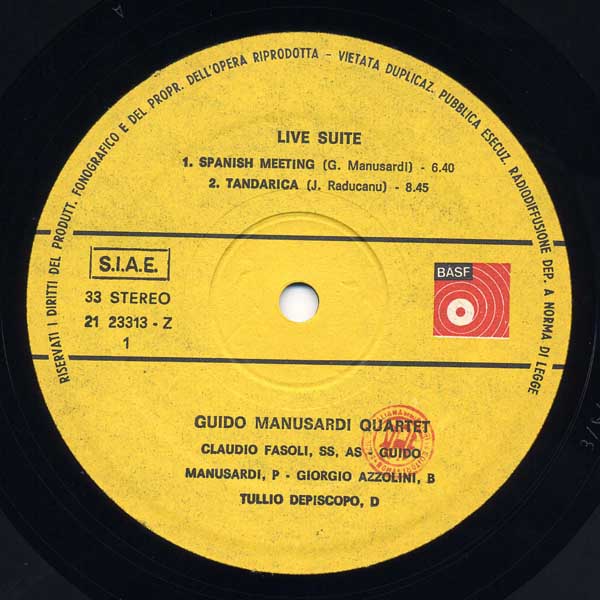 RISERVATI I DIRITTI DEL PRODUTT. FONOGRAFICO E DEL PROPR. DELL'OPERA RIPRODOTTA - VIETATA DUPLICAZ. PUBBLICA ESECUZ. RADIODIFFUSIONE DEP. A NORMA DI LEGGE
LIVE SUITE
1. SPANISH MEETING (G. Manusardi) - 6.40
2. TANDARICA (J. Raducanu) - 8.45
S.I.A.E.
BASF
33 STEREO
21 23313 - Z
1
GUIDO MANUSARDI QUARTET
CLAUDIO FASOLI, SS, AS - GUIDO
MANUSARDI, P - GIORGIO AZZOLINI, B
TULLIO DEPISCOPO, D